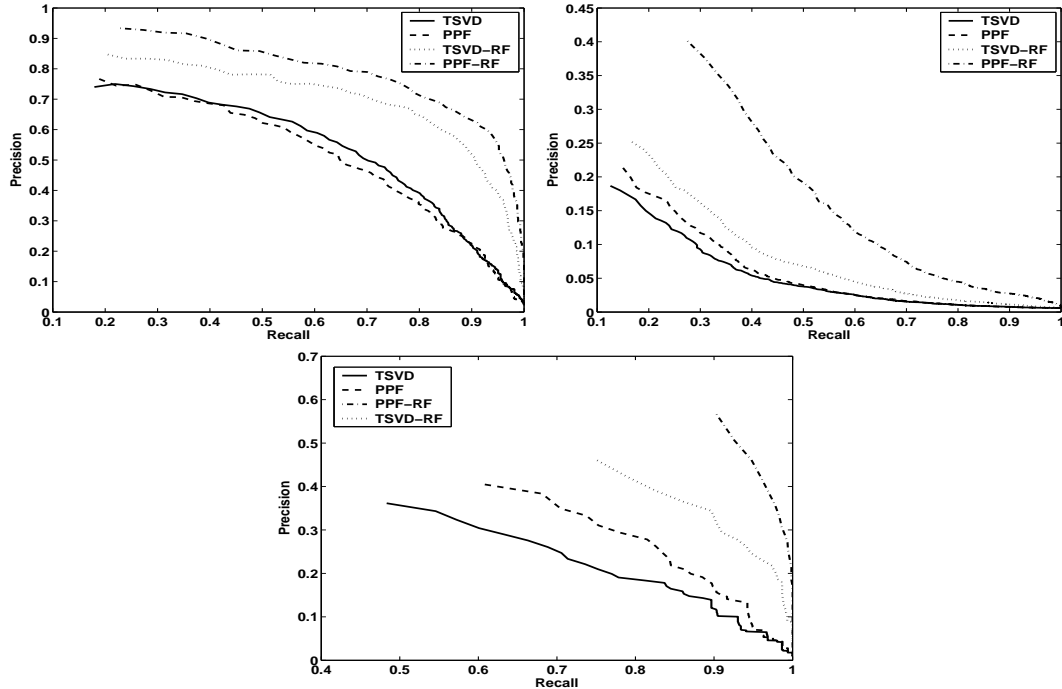 1
0.9
0.8
0.7
0.6
0.5
0.4
0.3
0.2
0.1
0
Precision
0.1 0.2 0.3 0.4 0.5 0.6 0.7 0.8 0.9 1
Recall
TSVD
PPF
TSVD-RF
PPF-RF
0.45
0.4
0.35
0.3
0.25
0.2
0.15
0.1
0.05
0
Precision
0.1 0.2 0.3 0.4 0.5 0.6 0.7 0.8 0.9 1
Recall
TSVD
PPF
TSVD-RF
PPF-RF
0.7
0.6
0.5
0.4
0.3
0.2
0.1
0
Precision
0.4 0.5 0.6 0.7 0.8 0.9 1
Recall
TSVD
PPF
PPF-RF
TSVD-RF